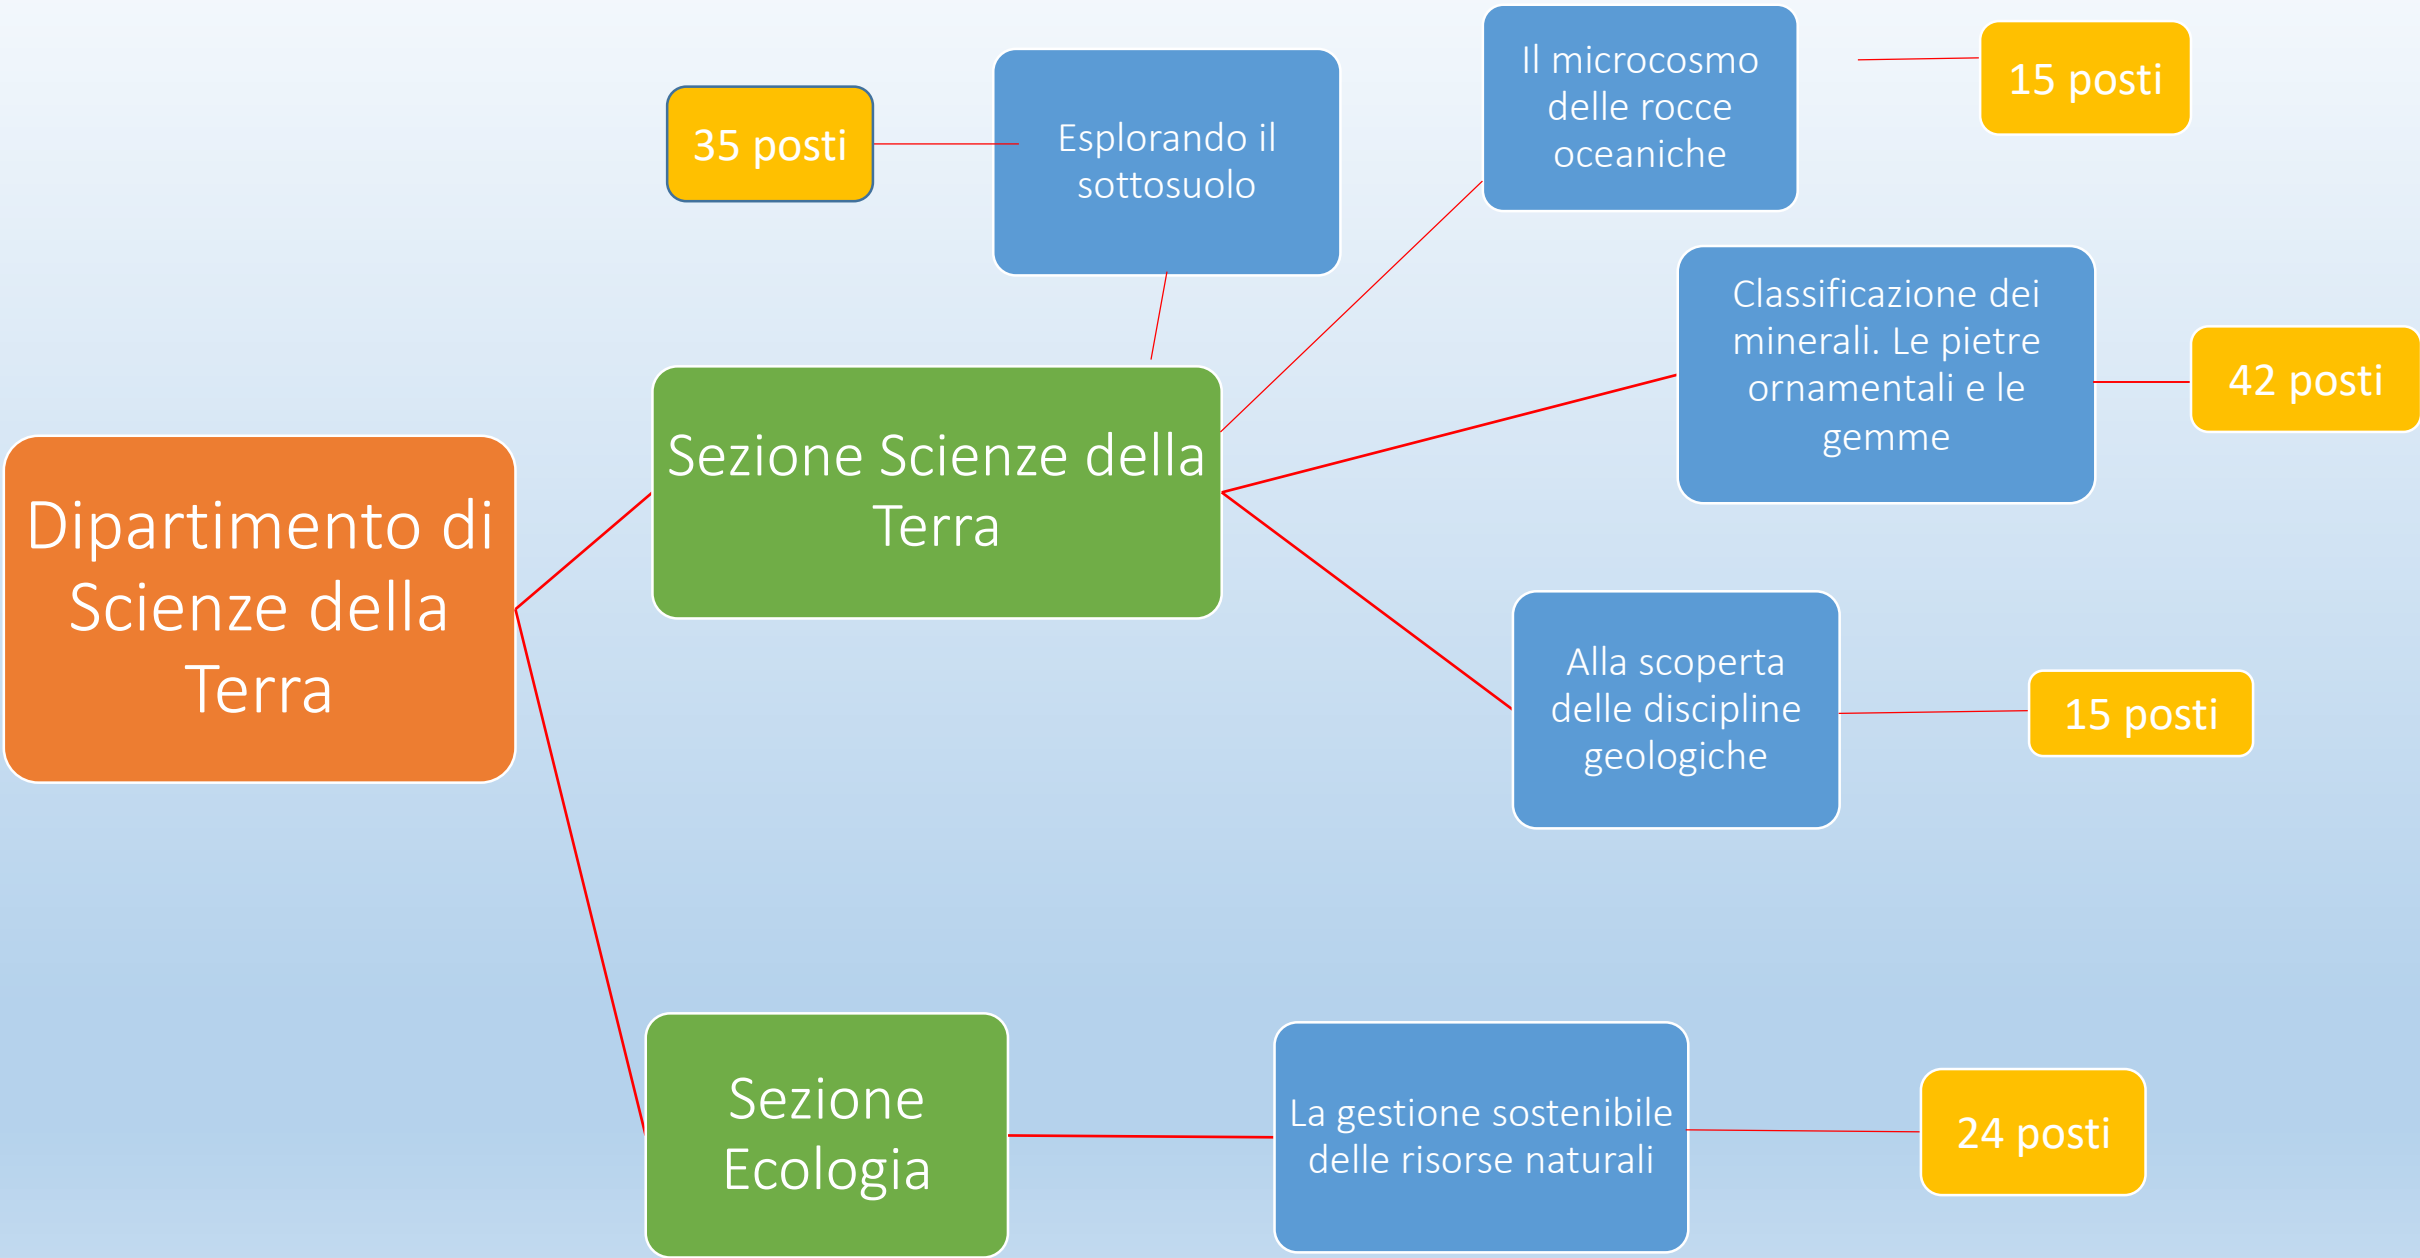 Dipartimento di
Scienze della
Terra
Sezione Scienze della
Terra
35 posti
Esplorando il
sottosuolo
Il microcosmo
delle rocce
oceaniche
15 posti
Classificazione dei
minerali. Le pietre
ornamentali e le
gemme
42 posti
Alla scoperta
delle discipline
geologiche
15 posti
Sezione
Ecologia
La gestione sostenibile
delle risorse naturali
24 posti